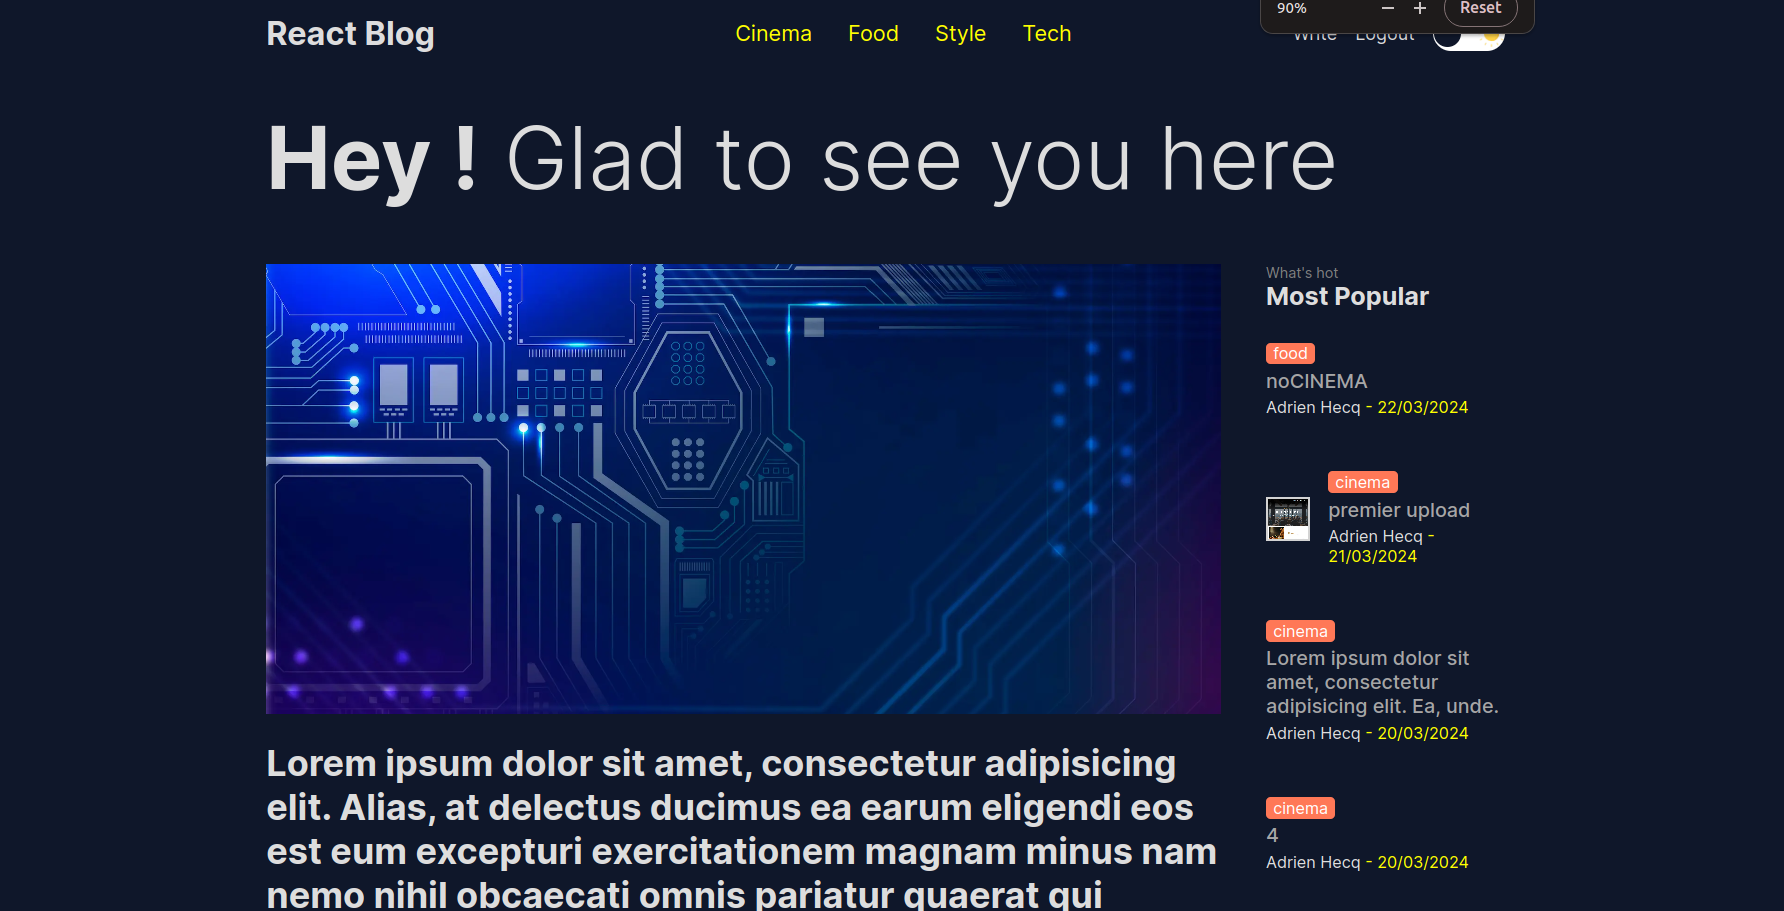 React Blog
Cinema Food Style Tech
90% − + Reset
Write Logout
Hey ! Glad to see you here
What's hot
Most Popular
food
noCINEMA
Adrien Hecq - 22/03/2024
cinema
premier upload
Adrien Hecq -
21/03/2024
cinema
Lorem ipsum dolor sit
amet, consectetur
adipisicing elit. Ea, unde.
Adrien Hecq - 20/03/2024
cinema
4
Adrien Hecq - 20/03/2024
Lorem ipsum dolor sit amet, consectetur adipisicing
elit. Alias, at delectus ducimus ea earum eligendi eos
est eum excepturi exercitationem magnam minus nam
nemo nihil obcaecati omnis pariatur quaerat qui